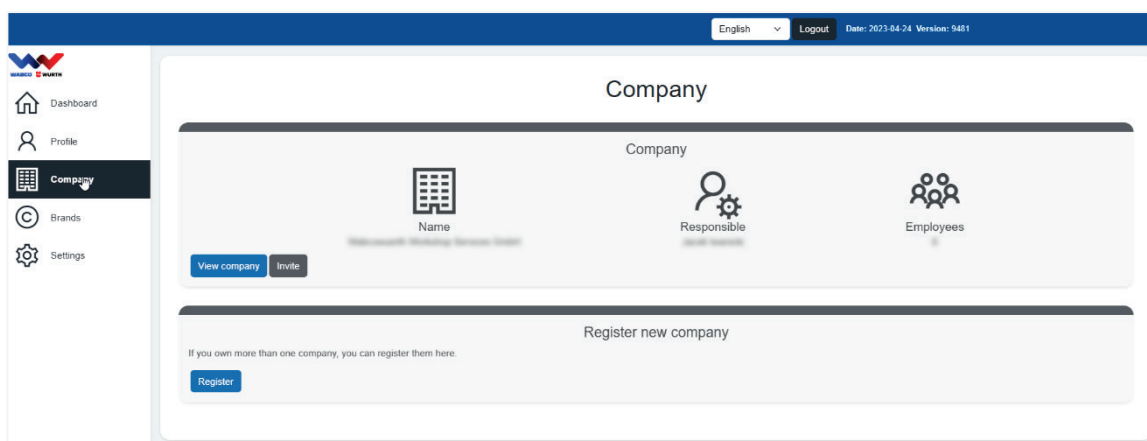 English Logout Date: 2023-04-24 Version: 9481
WABCO WURTH
Dashboard
Profile
Company
Brands
Settings
Company
Company
Name
Responsible
Employees
View company Invite
Register new company
If you own more than one company, you can register them here.
Register